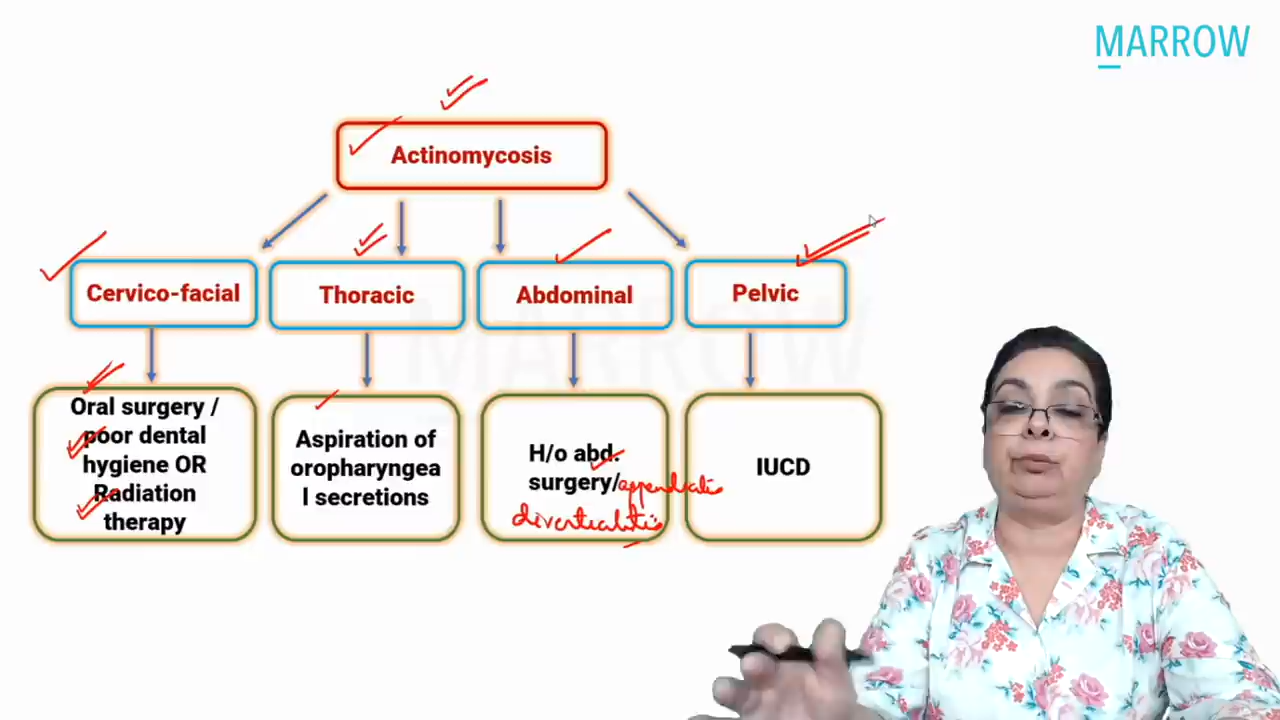 MARROW
Actinomycosis
Cervico-facial
Thoracic
Abdominal
Pelvic
Oral surgery /
poor dental
hygiene OR
Radiation
therapy
Aspiration of
oropharyngea
l secretions
H/o abd.
surgery/
IUCD
MARROW